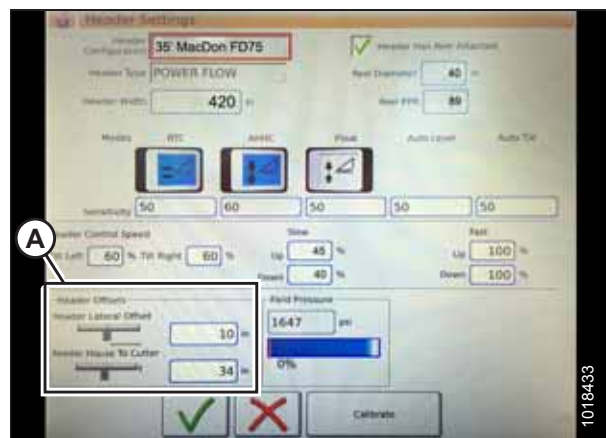 Header Settings
Header Configuration
35' MacDon FD75
Header Has Reel Attached
Header Type
POWER FLOW
Reel Diameter
40
in
Header Width
420
in
Reel PPR
89
Modes
RTC
AHHC
Float
Auto Level
Auto Tilt
Sensitivity
50
60
50
50
50
A
Header Control Speed
Slow
Fast
Tilt Left
60
%
Tilt Right
60
%
Up
45
%
Up
100
%
Down
40
%
Down
100
%
Header Offsets
Field Pressure
Header Lateral Offset
10
in
1647
psi
Feeder House To Cutter
34
in
0%
Calibrate
1018433